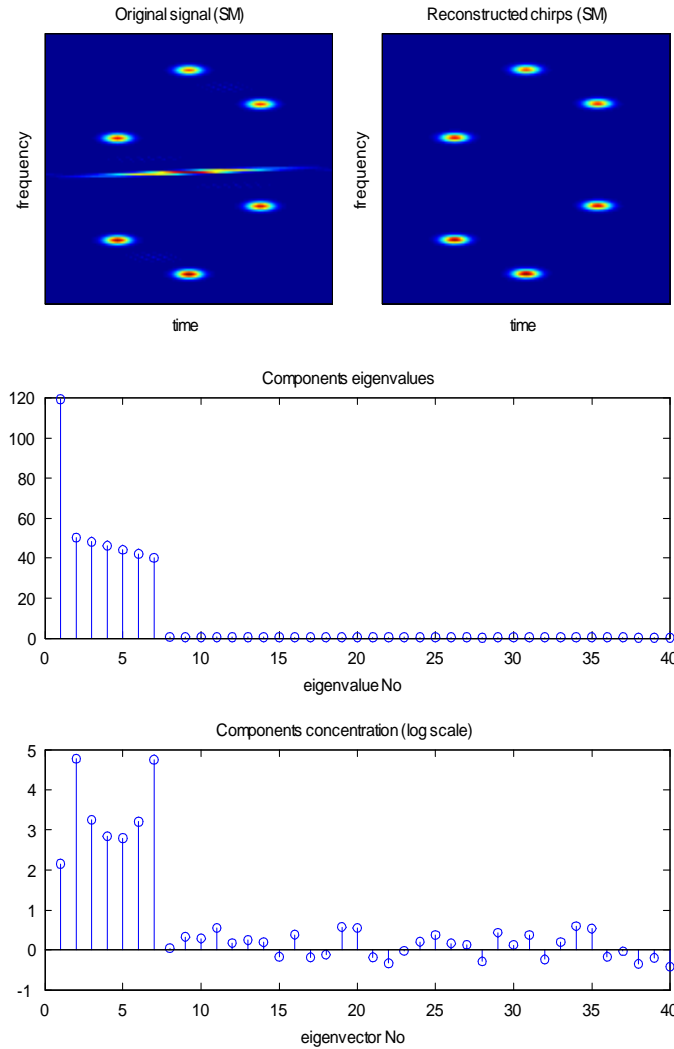 Original signal (SM)
Reconstructed chirps (SM)
frequency
frequency
time
time
Components eigenvalues
120
100
80
60
40
20
0
0 5 10 15 20 25 30 35 40
eigenvalue No
Components concentration (log scale)
5
4
3
2
1
0
-1
0 5 10 15 20 25 30 35 40
eigenvector No